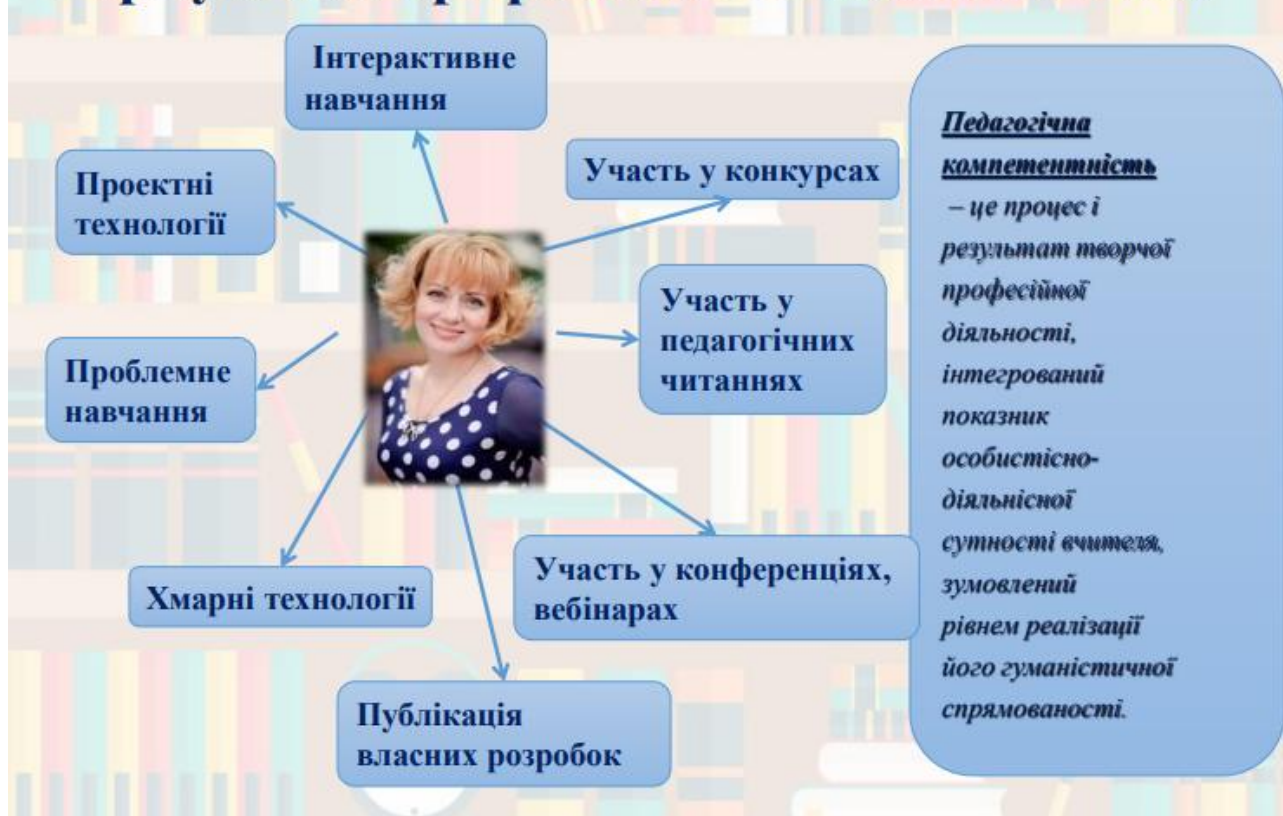 Інтерактивне
навчання
Проектні
технології
Участь у конкурсах
Участь у
педагогічних
читаннях
Проблемне
навчання
Хмарні технології
Участь у конференціях,
вебінарах
Публікація
власних розробок
Педагогічна
компетентність
– це процес і
результат творчої
професійної
діяльності,
інтегрований
показник
особистісно-
діяльнісної
сутності вчителя,
зумовлений
рівнем реалізації
його гуманістичної
спрямованості.